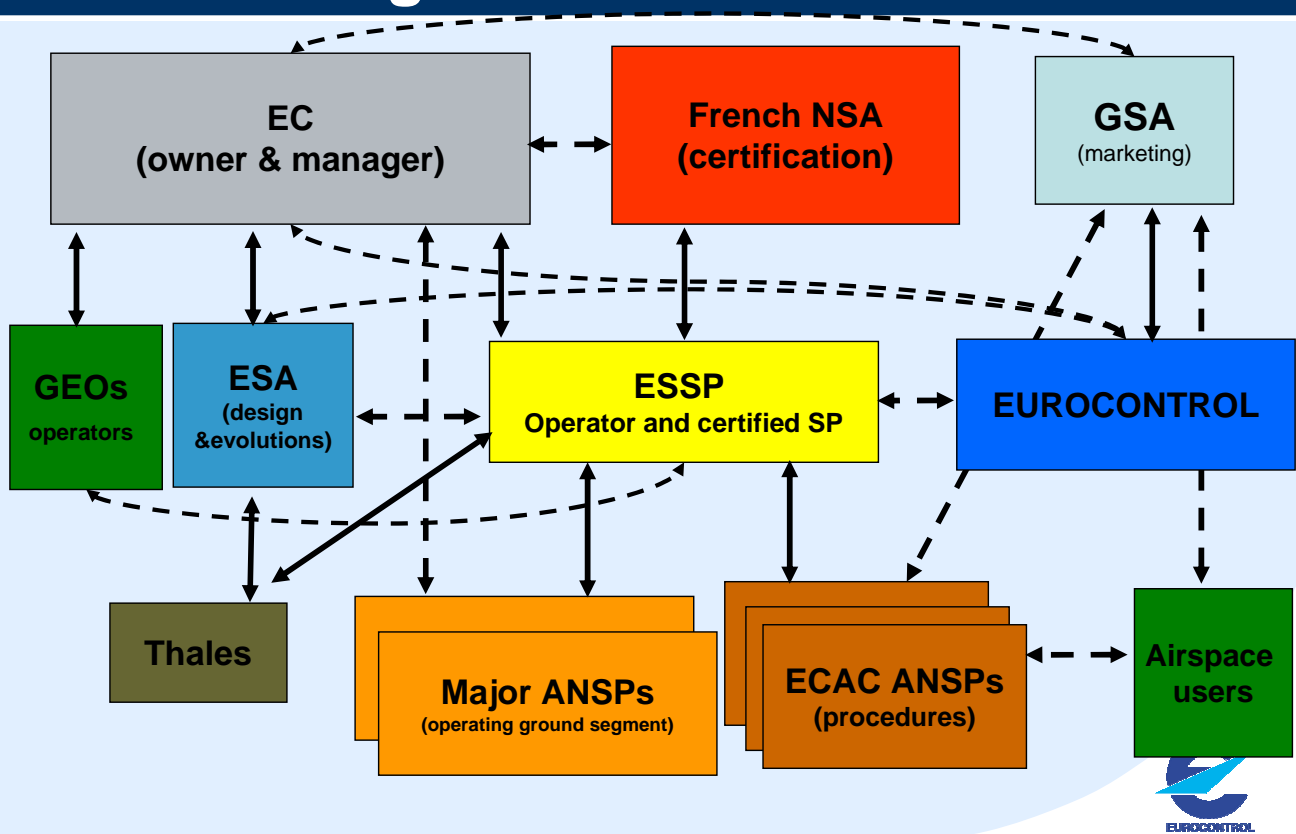 EC
(owner & manager)
French NSA
(certification)
GSA
(marketing)
GEOs
operators
ESA
(design
&evolutions)
ESSP
Operator and certified SP
EUROCONTROL
Thales
Major ANSPs
(operating ground segment)
ECAC ANSPs
(procedures)
Airspace
users
EUROCONTROL